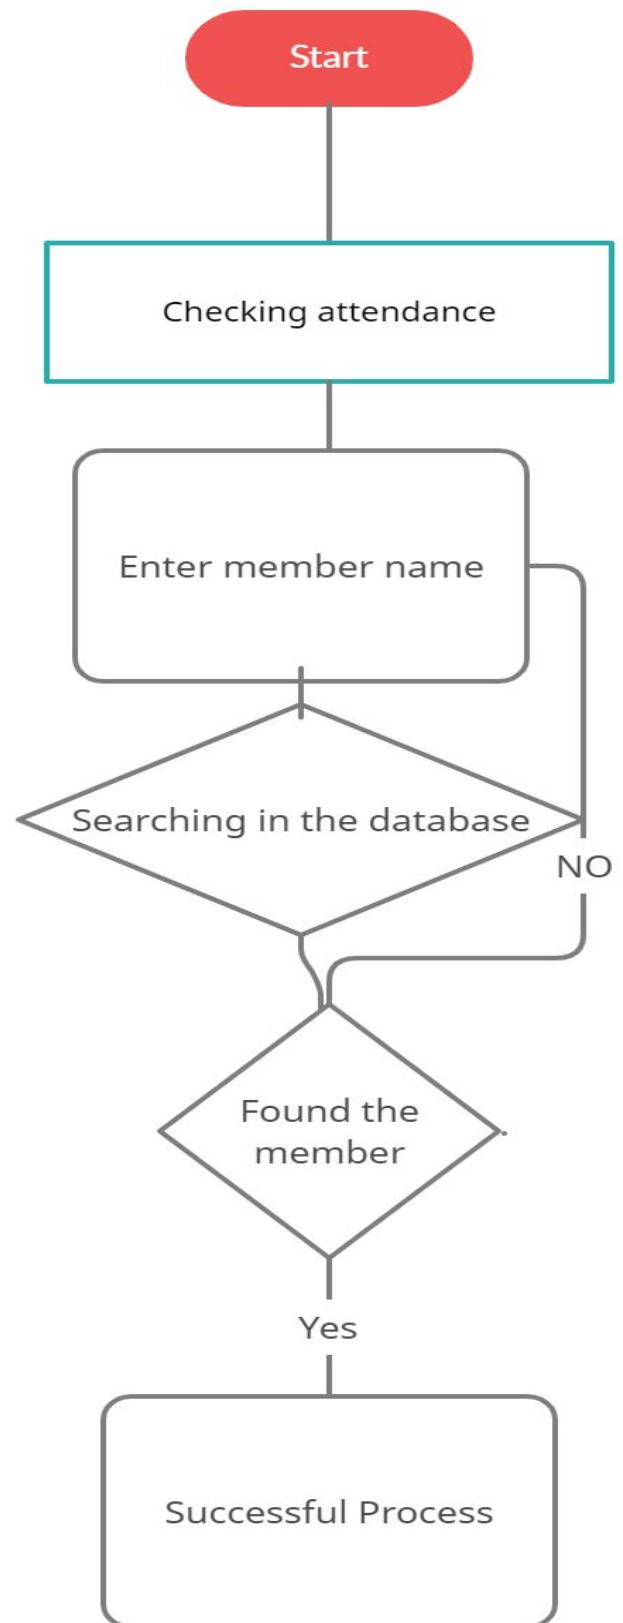 Start
Checking attendance
Enter member name
Searching in the database
NO
Found the
member
Yes
Successful Process